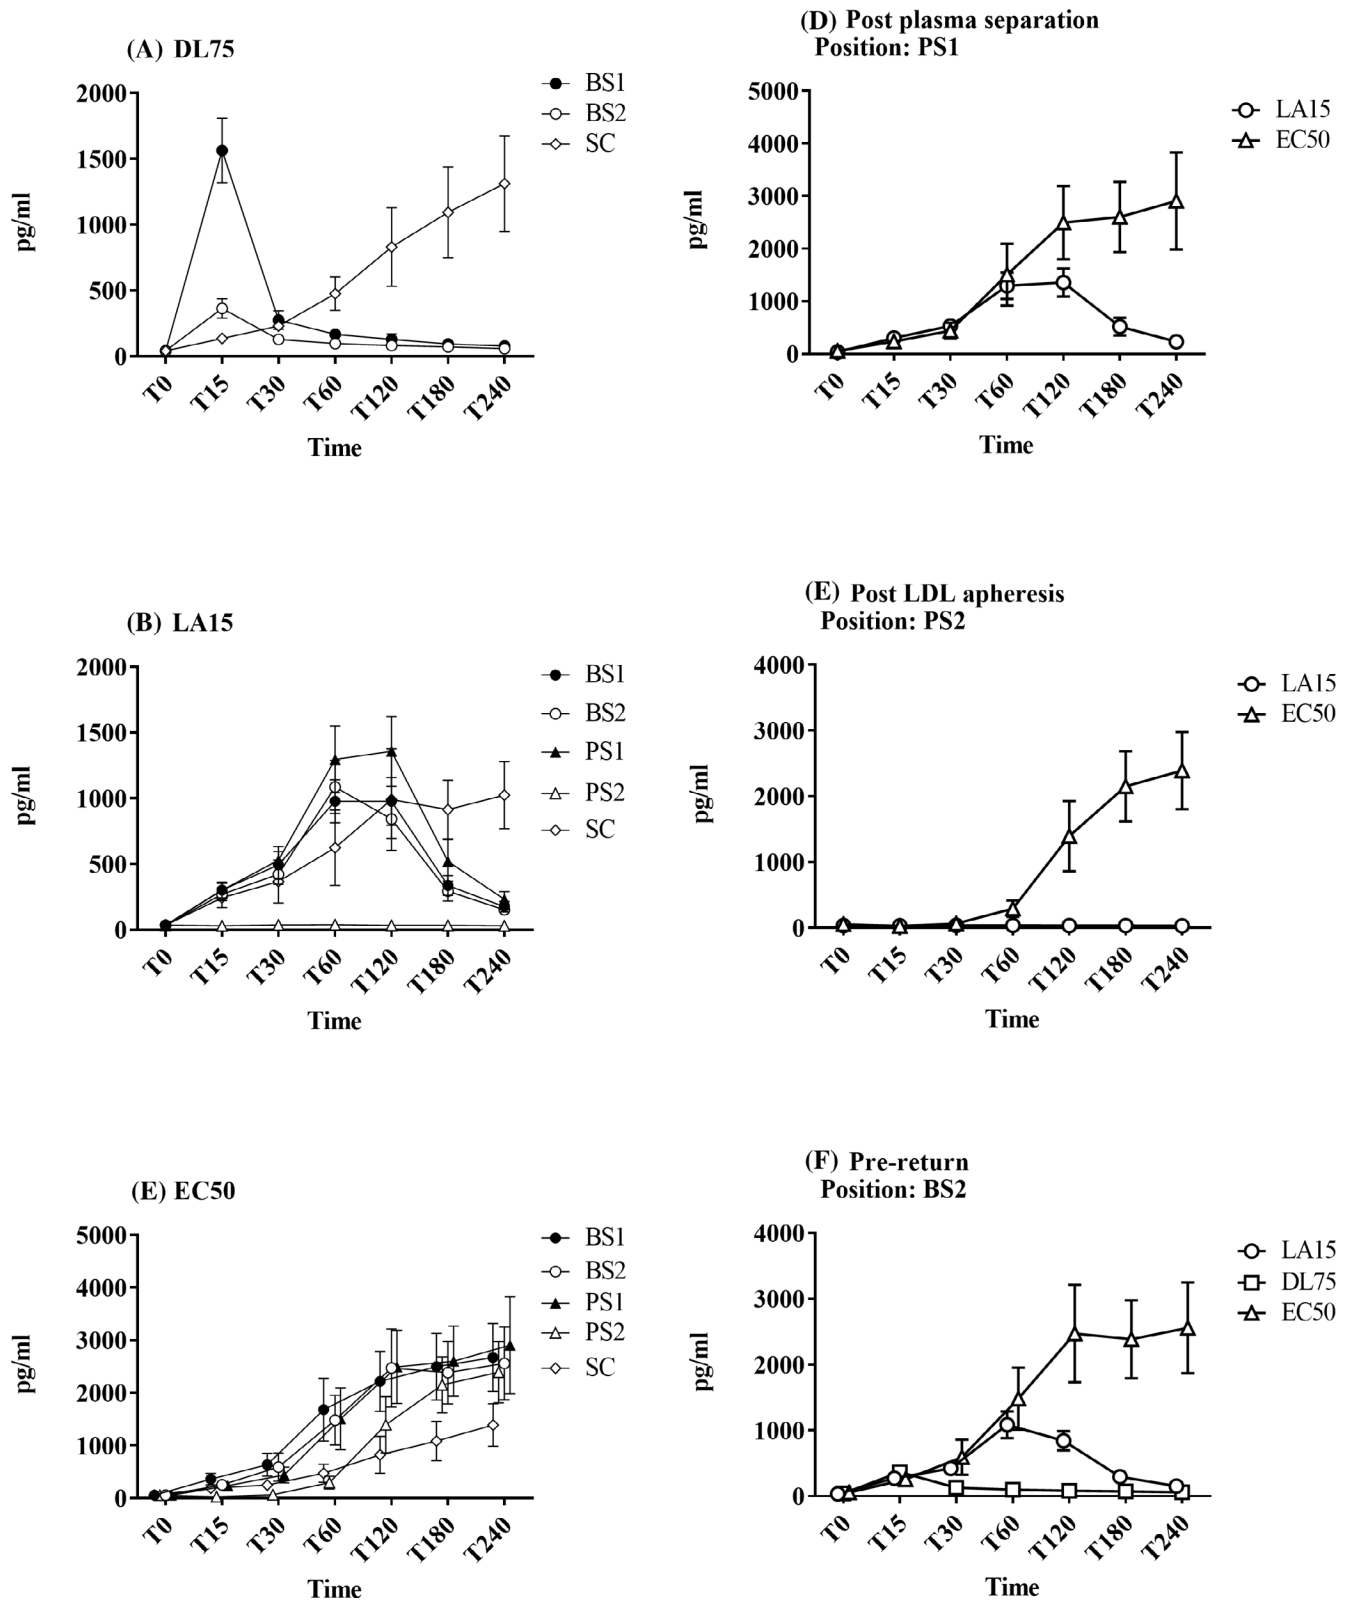 (A) DL75
BS1
BS2
SC
2000
1500
1000
500
0
pg/ml
T0 T15 T30 T60 T120 T180 T240
Time
(D) Post plasma separation
Position: PS1
LA15
EC50
5000
4000
3000
2000
1000
0
pg/ml
T0 T15 T30 T60 T120 T180 T240
Time
(B) LA15
BS1
BS2
PS1
PS2
SC
2000
1500
1000
500
0
pg/ml
T0 T15 T30 T60 T120 T180 T240
Time
(E) Post LDL apheresis
Position: PS2
LA15
EC50
4000
3000
2000
1000
0
pg/ml
T0 T15 T30 T60 T120 T180 T240
Time
(E) EC50
BS1
BS2
PS1
PS2
SC
5000
4000
3000
2000
1000
0
pg/ml
T0 T15 T30 T60 T120 T180 T240
Time
(F) Pre-return
Position: BS2
LA15
DL75
EC50
4000
3000
2000
1000
0
pg/ml
T0 T15 T30 T60 T120 T180 T240
Time